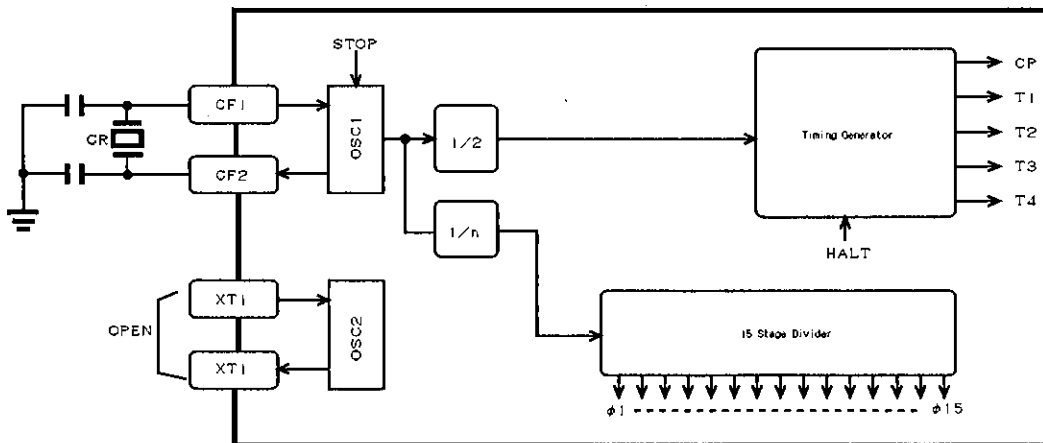 STOP
CF1
CR
OSC1
CF2
1/2
1/n
Timing Generator
CP
T1
T2
T3
T4
HALT
XT1
OPEN
OSC2
XT1
15 Stage Divider
φ1 φ15